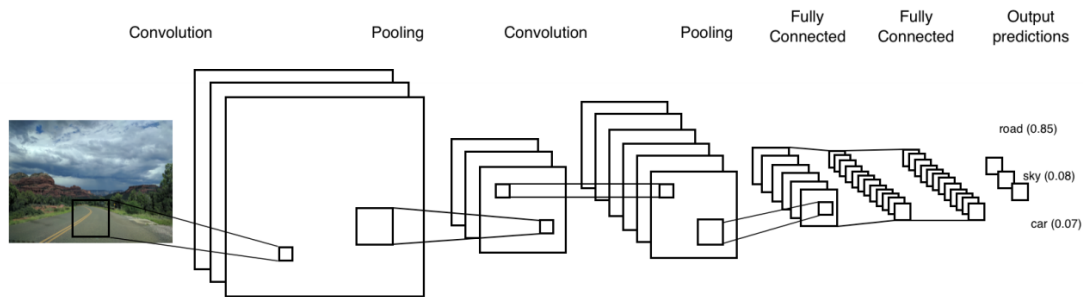 Convolution
Pooling
Convolution
Pooling
Fully
Connected
Fully
Connected
Output
predictions
road (0.85)
sky (0.08)
car (0.07)